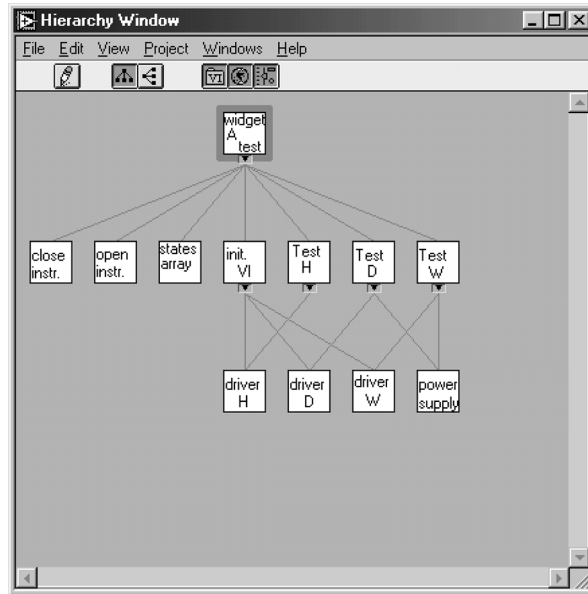 Hierarchy Window
File Edit View Project Windows Help
VI
widget
A
test
close
instr.
open
instr.
states
array
init.
VI
Test
H
Test
D
Test
W
driver
H
driver
D
driver
W
power
supply